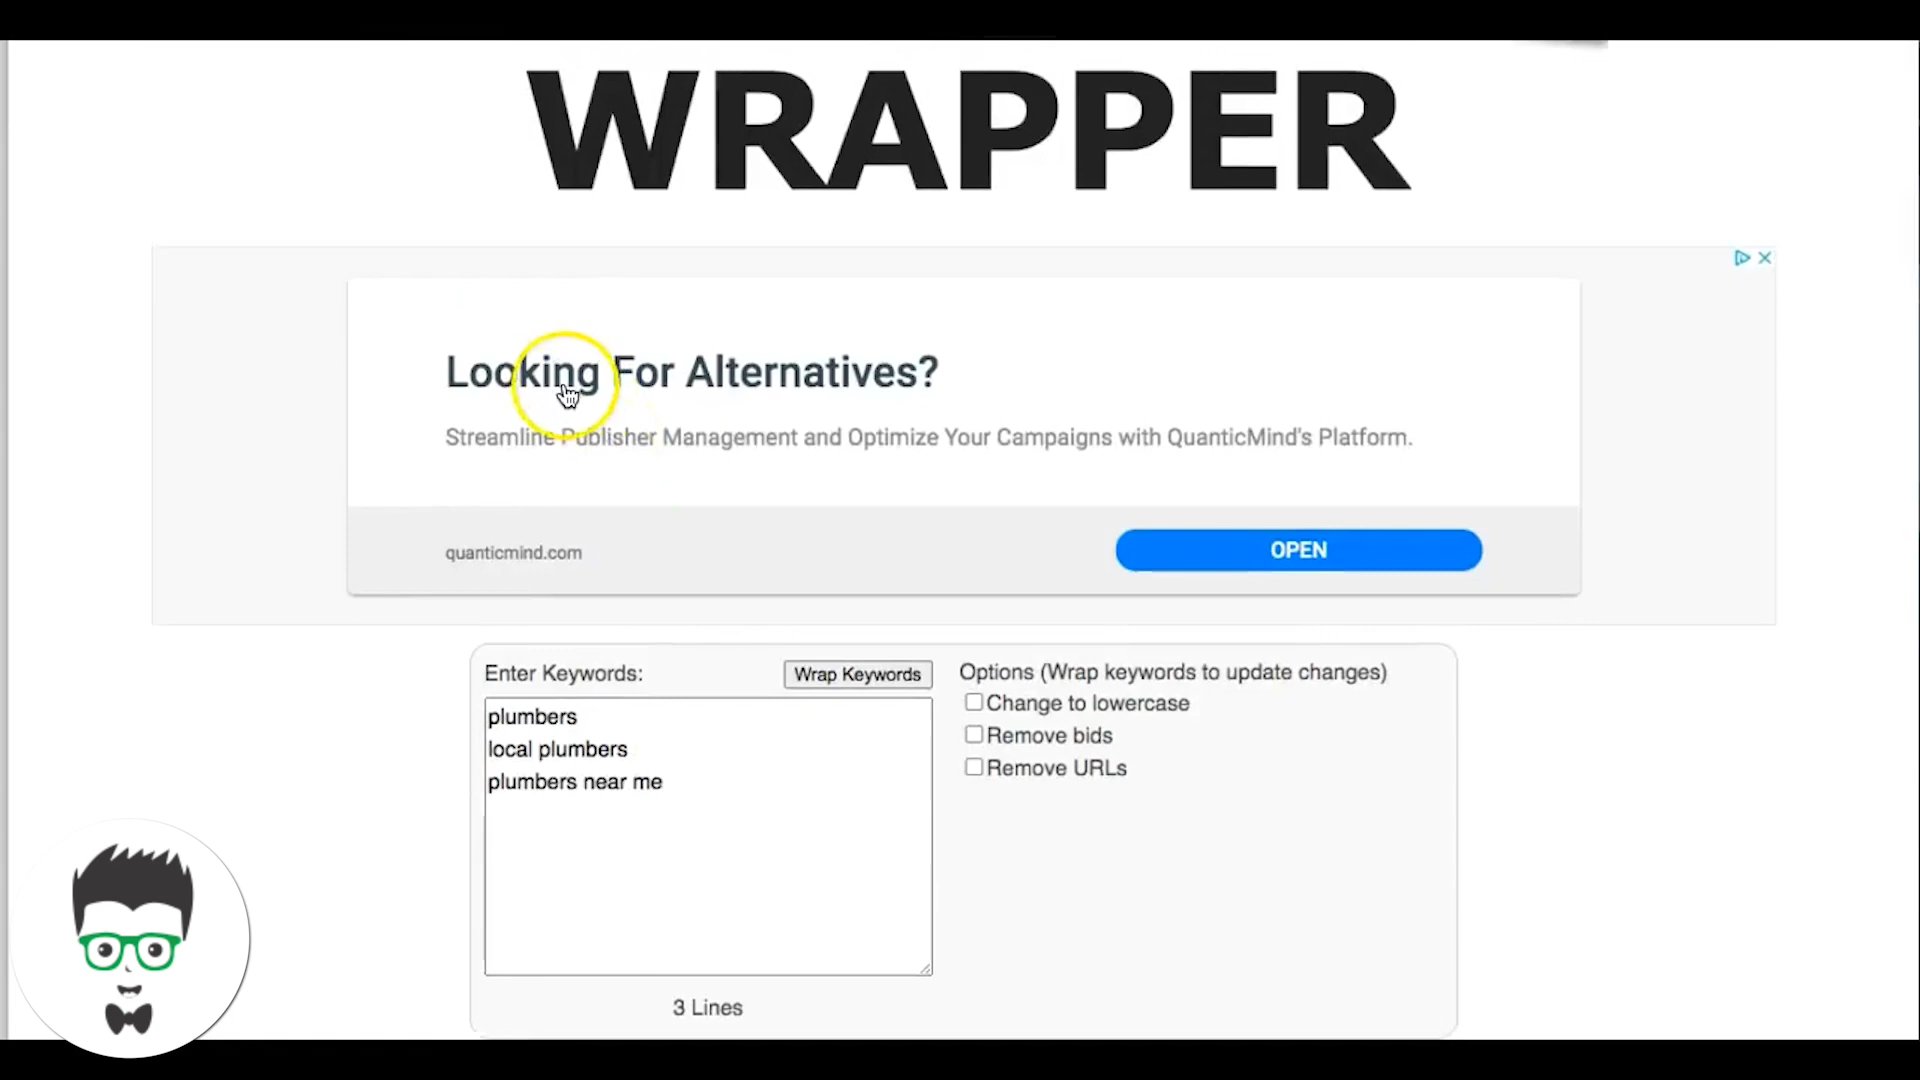 WRAPPER
Looking For Alternatives?
Streamline Publisher Management and Optimize Your Campaigns with QuanticMind's Platform.
quanticmind.com
OPEN
Enter Keywords:
Wrap Keywords
plumbers
local plumbers
plumbers near me
3 Lines
Options (Wrap keywords to update changes)
Change to lowercase
Remove bids
Remove URLs